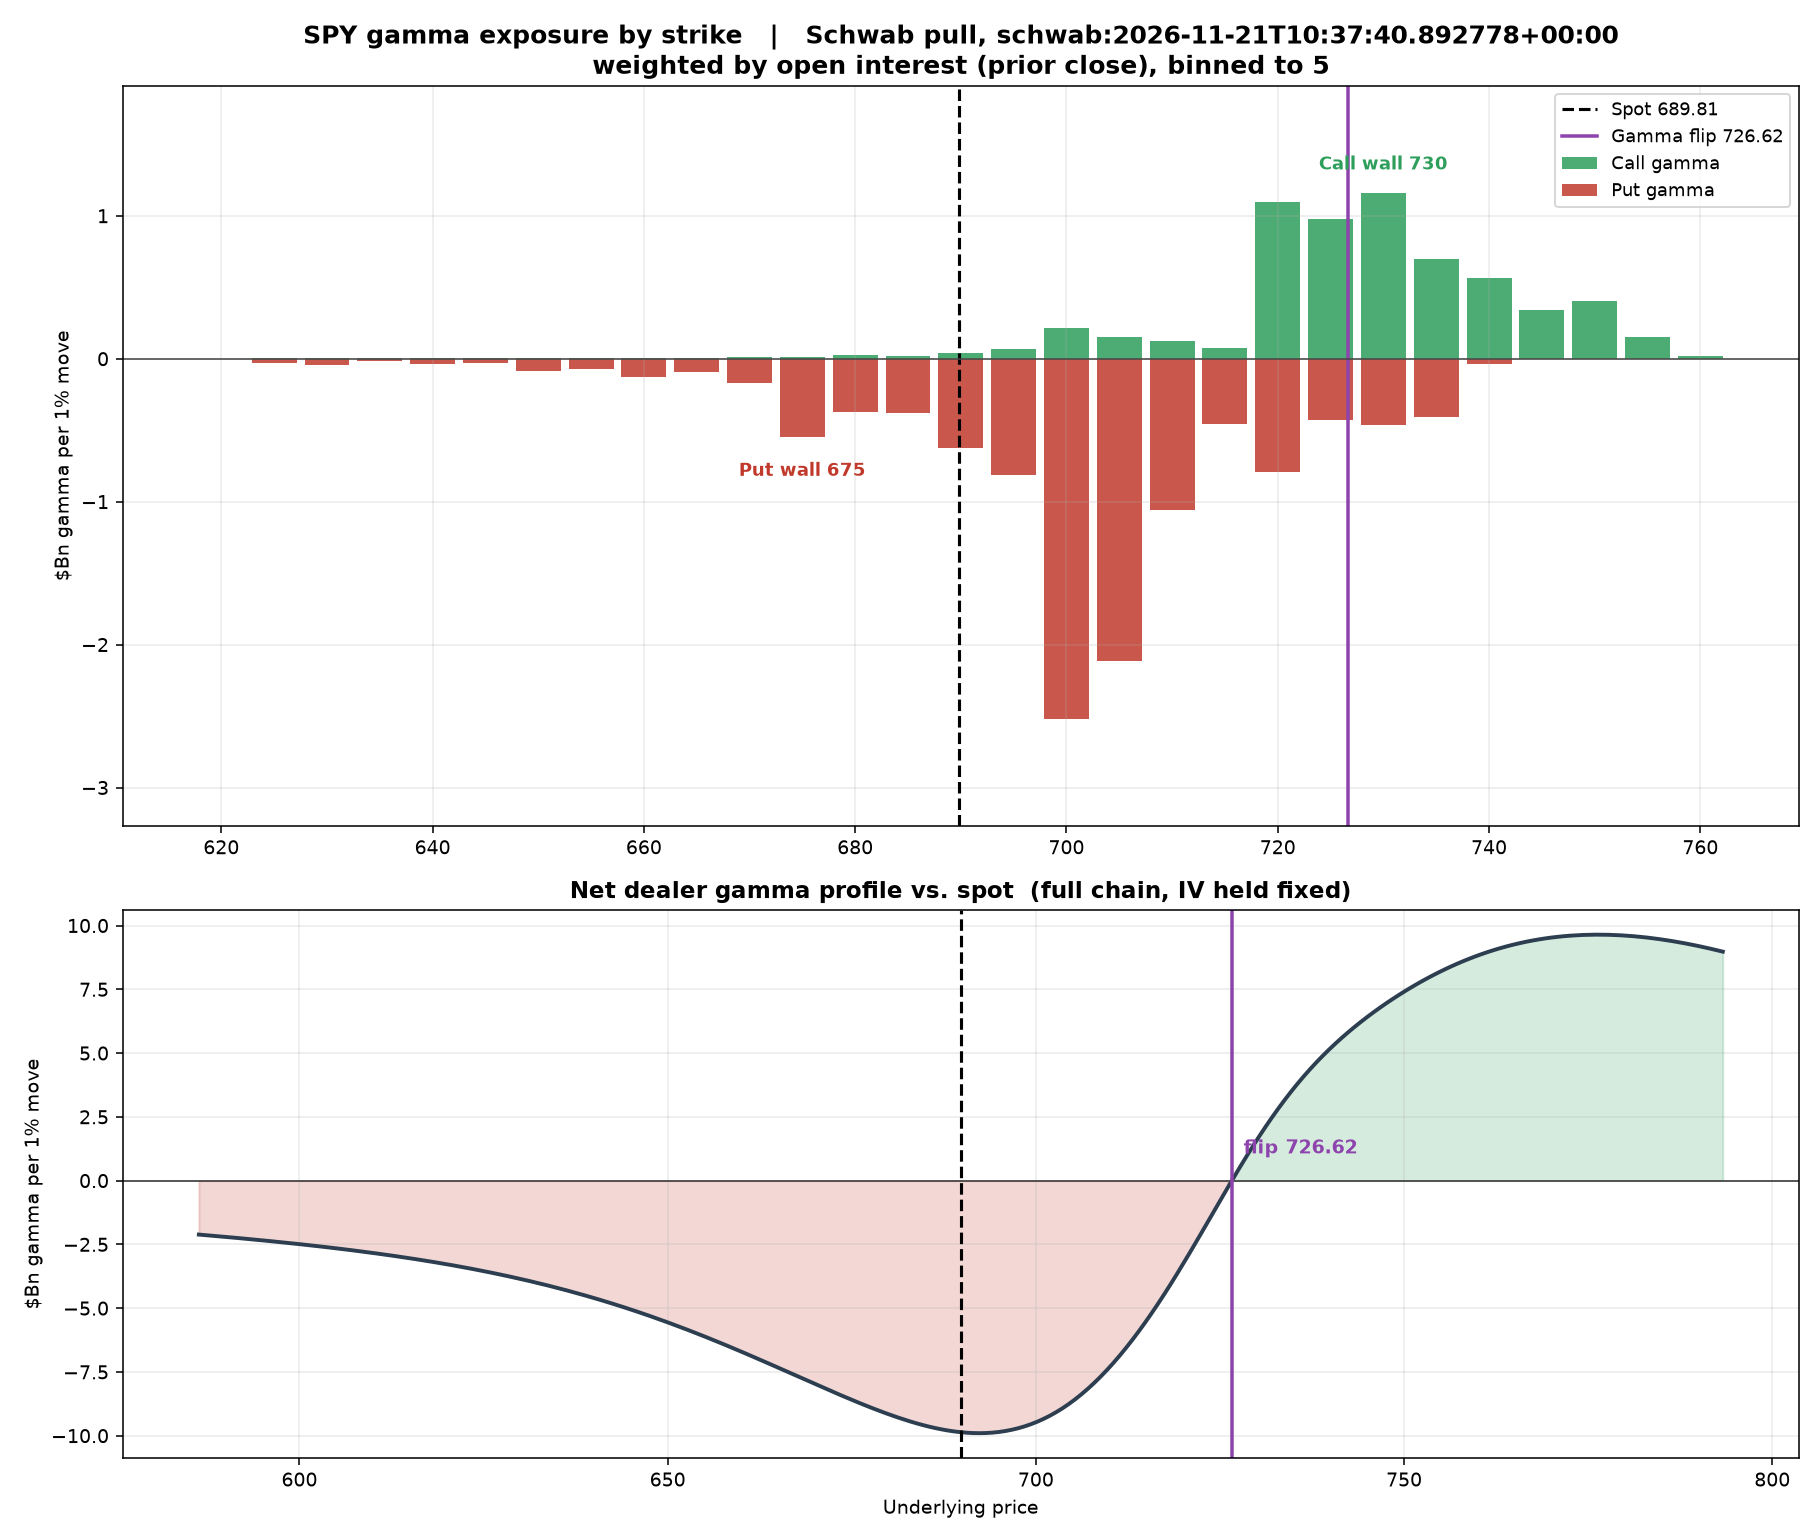 SPY gamma exposure by strike | Schwab pull, schwab:2026-11-21T10:37:40.892778+00:00
weighted by open interest (prior close), binned to 5
Spot 689.81
Gamma flip 726.62
Call gamma
Put gamma
Call wall 730
Put wall 675
$Bn gamma per 1% move
1
0
−1
−2
−3
620 640 660 680 700 720 740 760
Net dealer gamma profile vs. spot (full chain, IV held fixed)
$Bn gamma per 1% move
10.0
7.5
5.0
2.5
0.0
−2.5
−5.0
−7.5
−10.0
flip 726.62
600 650 700 750 800
Underlying price